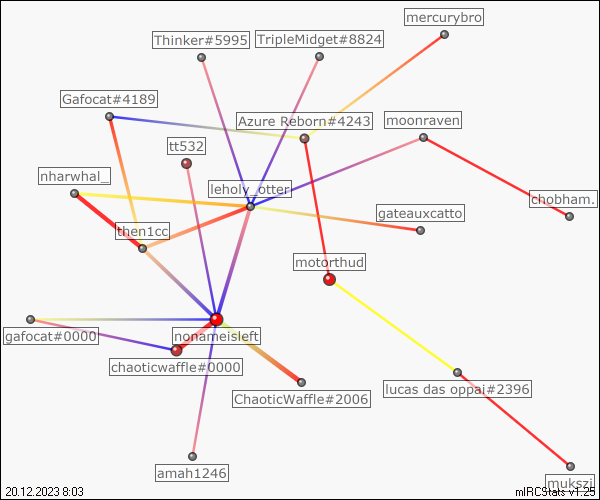 mercurybro
Thinker#5995
TripleMidget#8824
Gafocat#4189
Azure Reborn#4243
moonraven
tt532
nharwhal_
leholy_otter
chobham.
gateauxcatto
then1cc
motorthud
gafocat#0000
nonameisleft
chaoticwaffle#0000
ChaoticWaffle#2006
lucas das oppai#2396
amah1246
mukszi
20.12.2023 8:03
mIRCStats v1.25